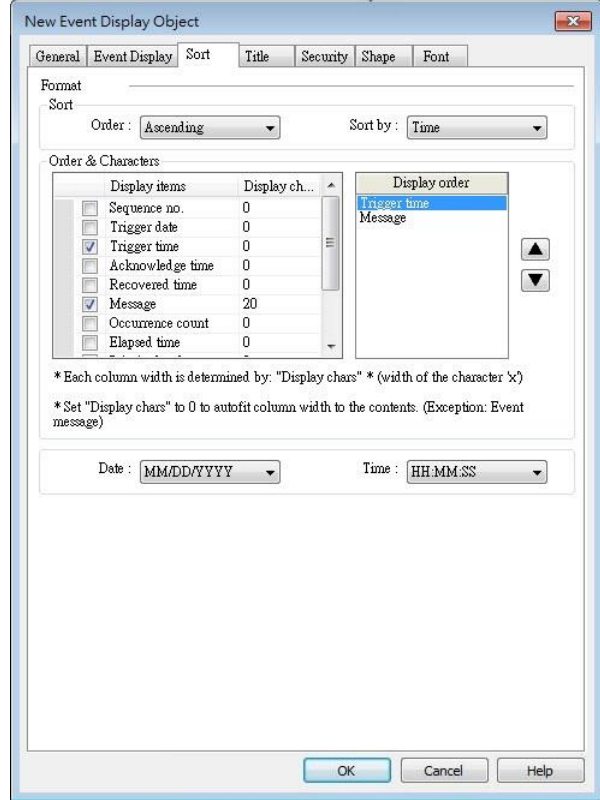 New Event Display Object
General Event Display Sort Title Security Shape Font
Format
Sort
Order : Ascending Sort by : Time
Order & Characters
Display items Display ch...
Sequence no. 0
Trigger date 0
Trigger time 0
Acknowledge time 0
Recovered time 0
Message 20
Occurrence count 0
Elapsed time 0
Display order
Trigger time
Message
* Each column width is determined by: "Display chars" * (width of the character 'x')
* Set "Display chars" to 0 to autofit column width to the contents. (Exception: Event
message)
Date : MM/DD/YYYY Time : HH:MM:SS
OK Cancel Help